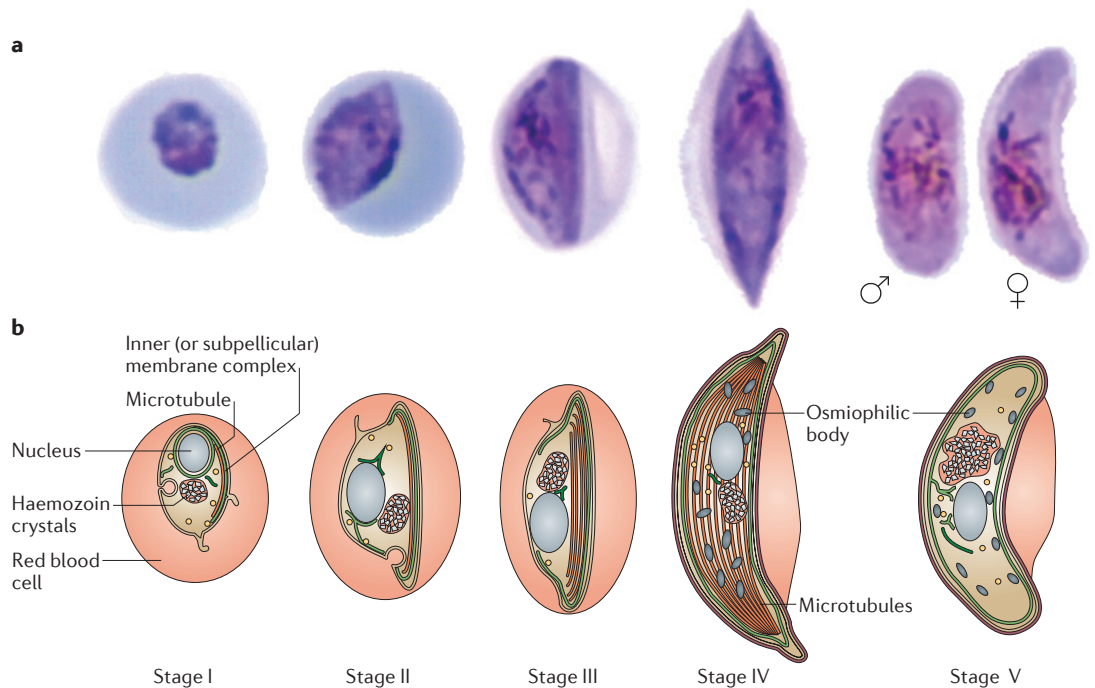 a
♂
♀
b
Inner (or subpellicular)
membrane complex
Microtubule
Nucleus
Haemozoin
crystals
Red blood
cell
Osmiophilic
body
Microtubules
Stage I
Stage II
Stage III
Stage IV
Stage V